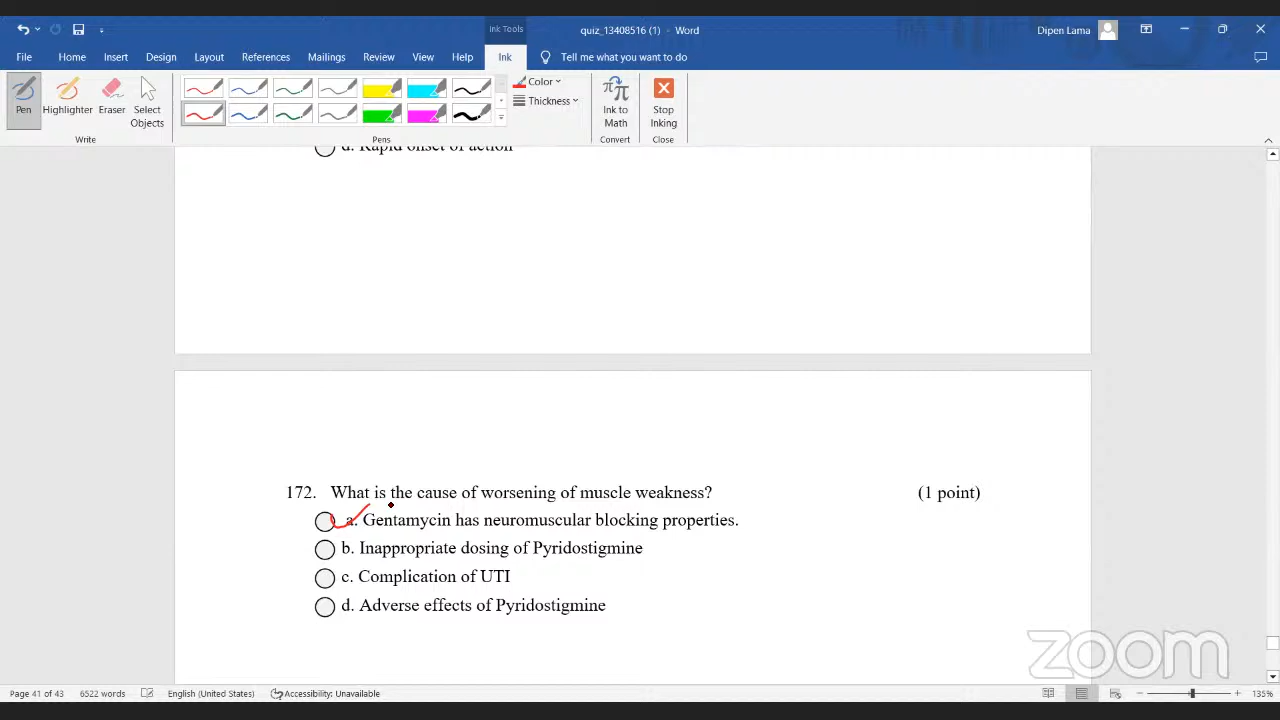 Ink Tools
quiz_13408516 (1) - Word
Dipen Lama
File Home Insert Design Layout References Mailings Review View Help Ink Tell me what you want to do
Pen Highlighter Eraser Select Objects
Color
Thickness
Ink to Math
Stop Inking
Write Pens Convert Close
d. Rapid onset of action
172. What is the cause of worsening of muscle weakness? (1 point)
a. Gentamycin has neuromuscular blocking properties.
b. Inappropriate dosing of Pyridostigmine
c. Complication of UTI
d. Adverse effects of Pyridostigmine
zoom
Page 41 of 43 6522 words English (United States) Accessibility: Unavailable 135%